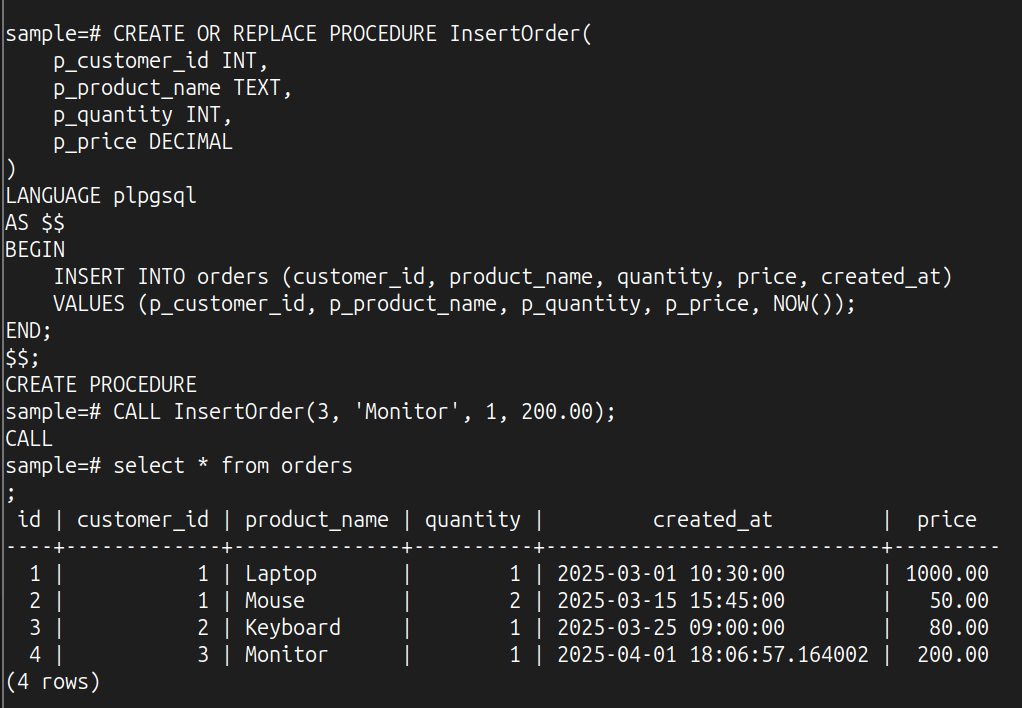 sample=# CREATE OR REPLACE PROCEDURE InsertOrder(
    p_customer_id INT,
    p_product_name TEXT,
    p_quantity INT,
    p_price DECIMAL
)
LANGUAGE plpgsql
AS $$
BEGIN
    INSERT INTO orders (customer_id, product_name, quantity, price, created_at)
    VALUES (p_customer_id, p_product_name, p_quantity, p_price, NOW());
END;
$$;
CREATE PROCEDURE
sample=# CALL InsertOrder(3, 'Monitor', 1, 200.00);
CALL
sample=# select * from orders
;
 id | customer_id | product_name | quantity |         created_at         |  price
----+-------------+--------------+----------+----------------------------+---------
  1 |           1 | Laptop       |        1 | 2025-03-01 10:30:00        | 1000.00
  2 |           1 | Mouse        |        2 | 2025-03-15 15:45:00        |   50.00
  3 |           2 | Keyboard     |        1 | 2025-03-25 09:00:00        |   80.00
  4 |           3 | Monitor      |        1 | 2025-04-01 18:06:57.164002 |  200.00
(4 rows)